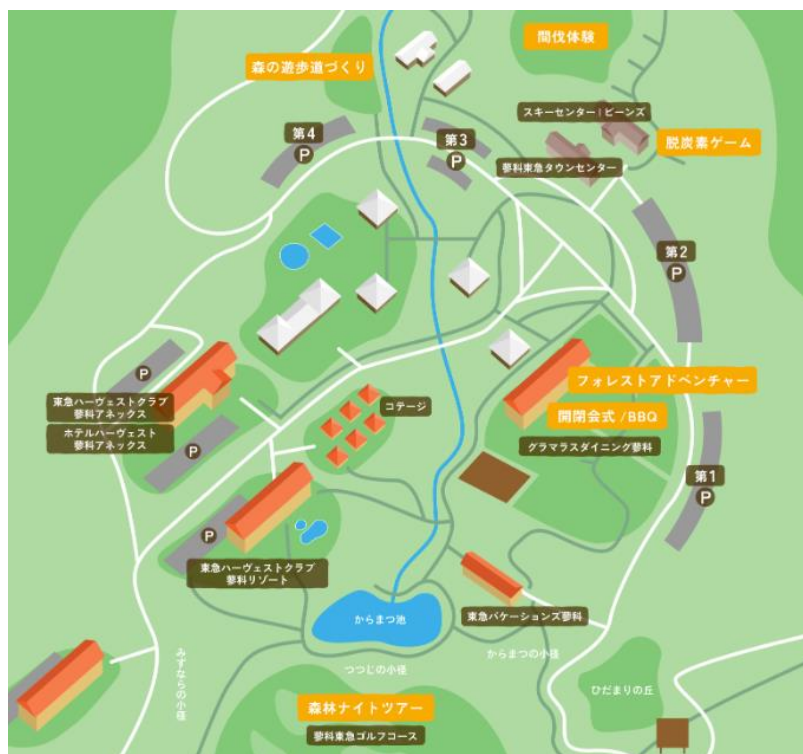 間伐体験
森の遊歩道づくり
スキーセンター|ビーンズ
第4
P
第3
P
脱炭素ゲーム
蓼科東急タウンセンター
第2
P
P
東急ハーヴェストクラブ
蓼科アネックス
ホテルハーヴェスト
蓼科アネックス
P
コテージ
フォレストアドベンチャー
開閉会式/BBQ
グラマラスダイニング蓼科
第1
P
P
東急ハーヴェストクラブ
蓼科リゾート
からまつ池
東急バケーションズ蓼科
みずならの小径
つつじの小径
からまつの小径
ひだまりの丘
森林ナイトツアー
蓼科東急ゴルフコース